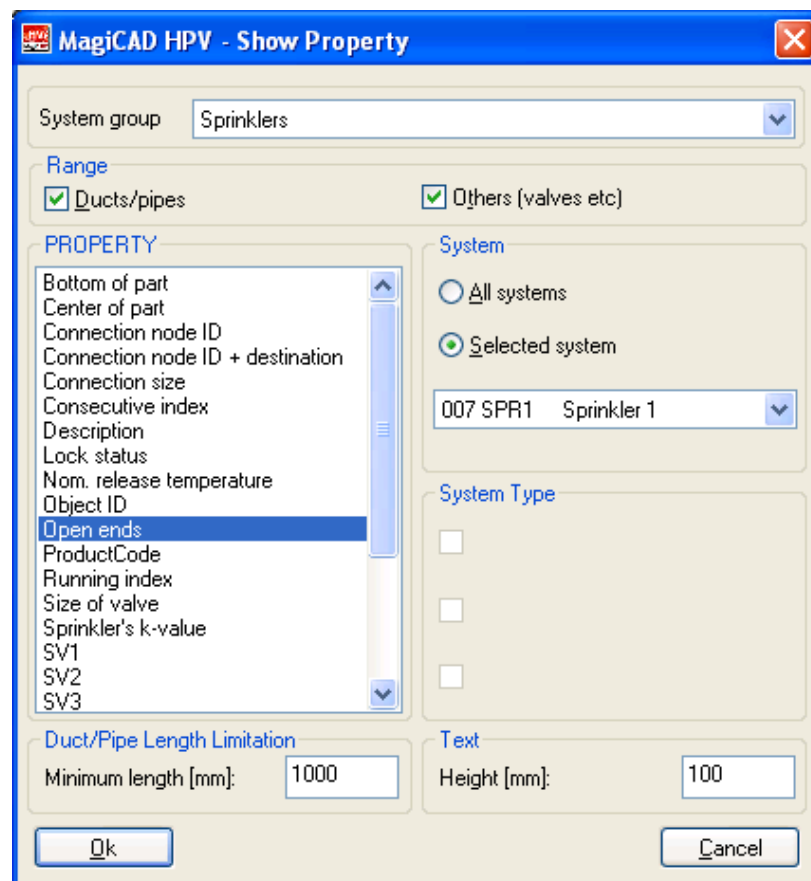 MagiCAD HPV - Show Property
System group Sprinklers
Range
Ducts/pipes Others (valves etc)
PROPERTY
Bottom of part
Center of part
Connection node ID
Connection node ID + destination
Connection size
Consecutive index
Description
Lock status
Nom. release temperature
Object ID
Open ends
ProductCode
Running index
Size of valve
Sprinkler's k-value
SV1
SV2
SV3
System
All systems
Selected system
007 SPR1 Sprinkler 1
System Type
Duct/Pipe Length Limitation
Minimum length [mm]: 1000
Text
Height [mm]: 100
Ok Cancel